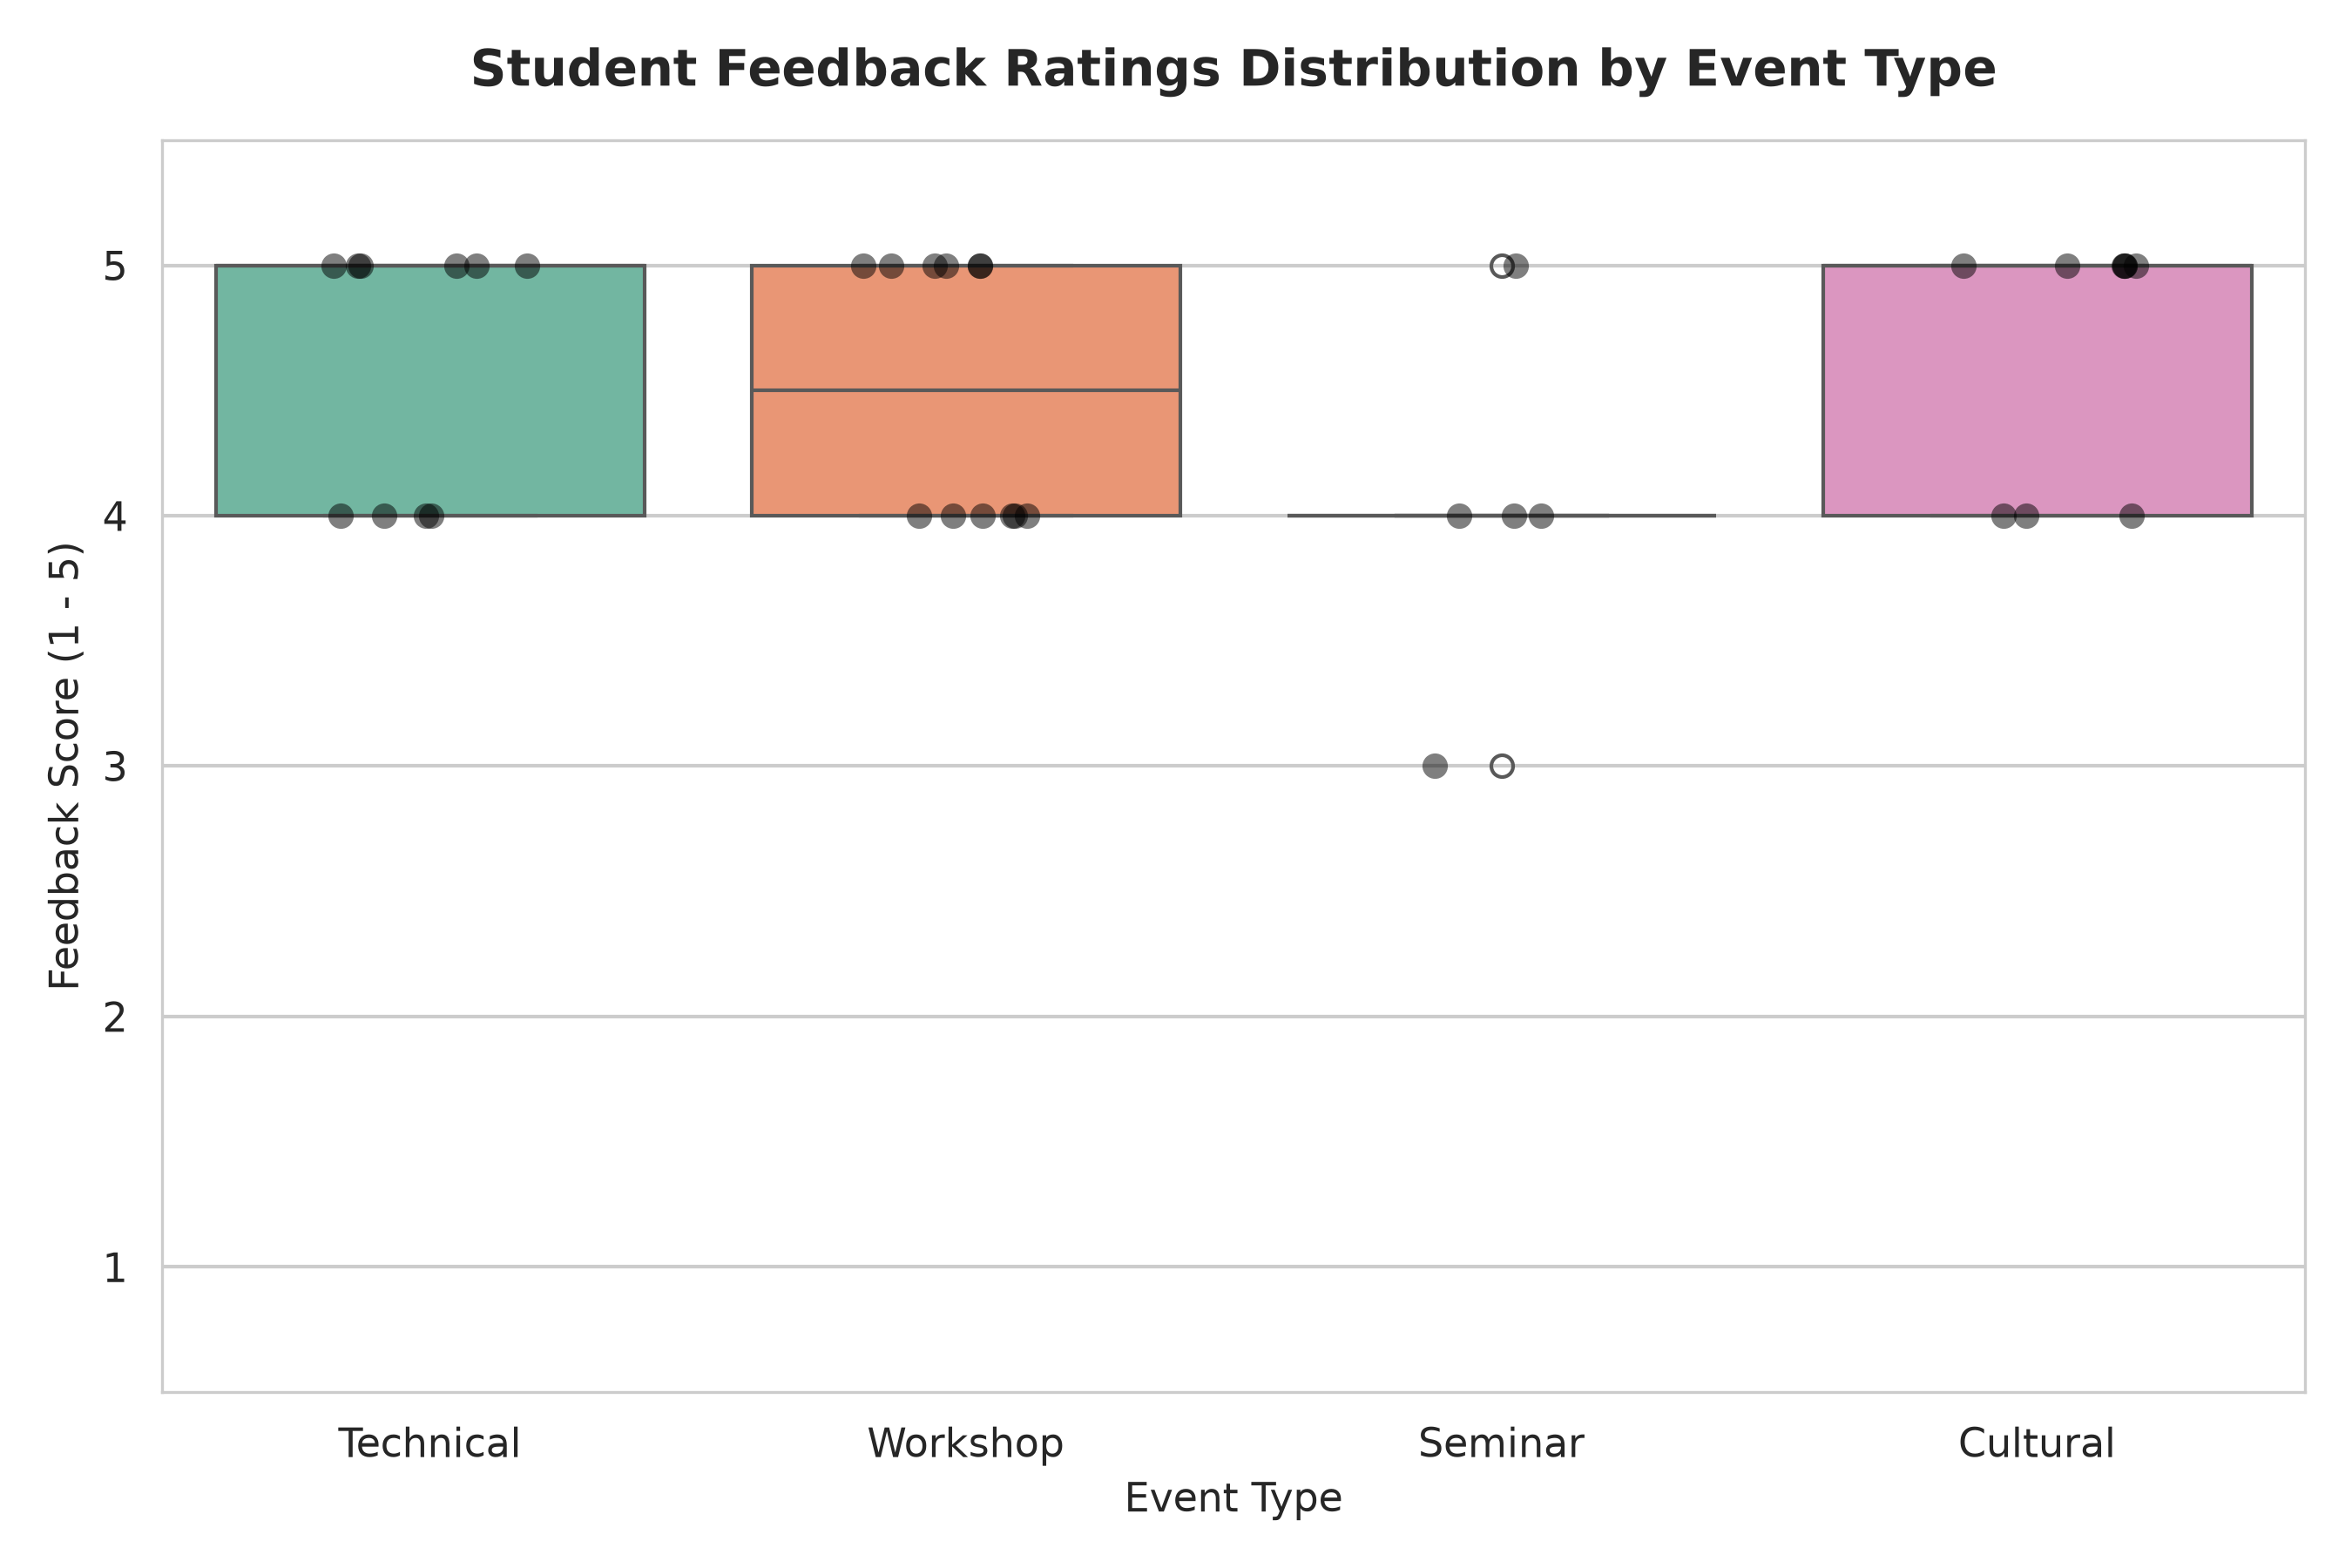 Student Feedback Ratings Distribution by Event Type
Feedback Score (1 - 5)
5
4
3
2
1
Technical
Workshop
Seminar
Cultural
Event Type